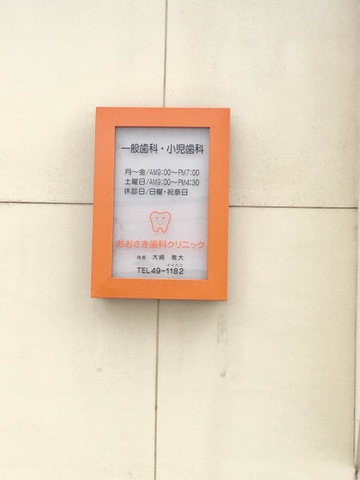 一般歯科・小児歯科
月～金/AM9:00～PM7:00
土曜日/AM9:00～PM4:30
休診日/日曜・祝祭日
おおさき歯科クリニック
院長 大崎 雅大
TEL49-1182